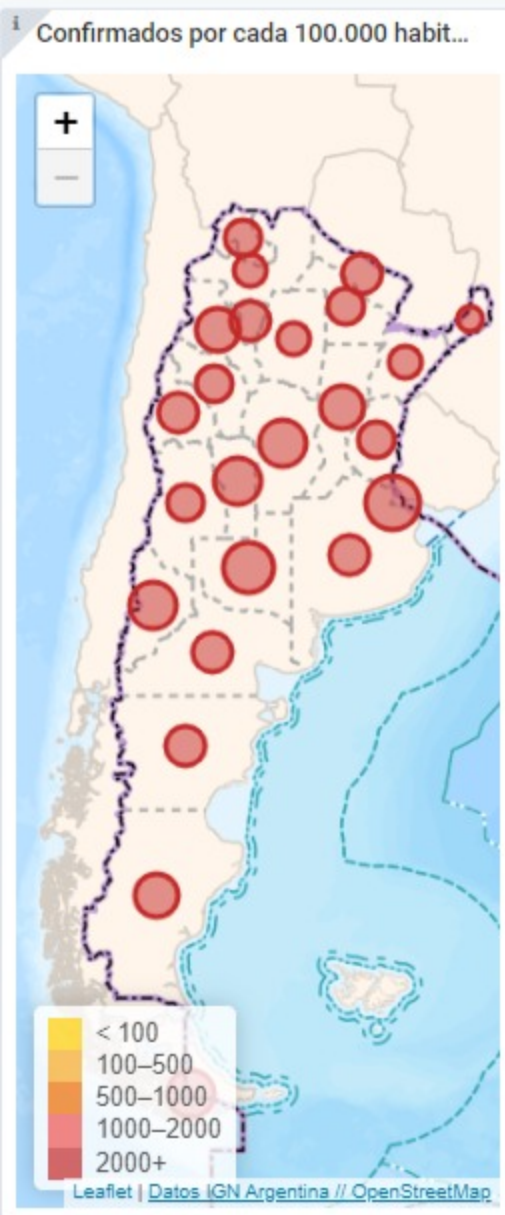 i
Confirmados por cada 100.000 habit...
+
−
< 100
100–500
500–1000
1000–2000
2000+
Leaflet | Datos IGN Argentina // OpenStreetMap